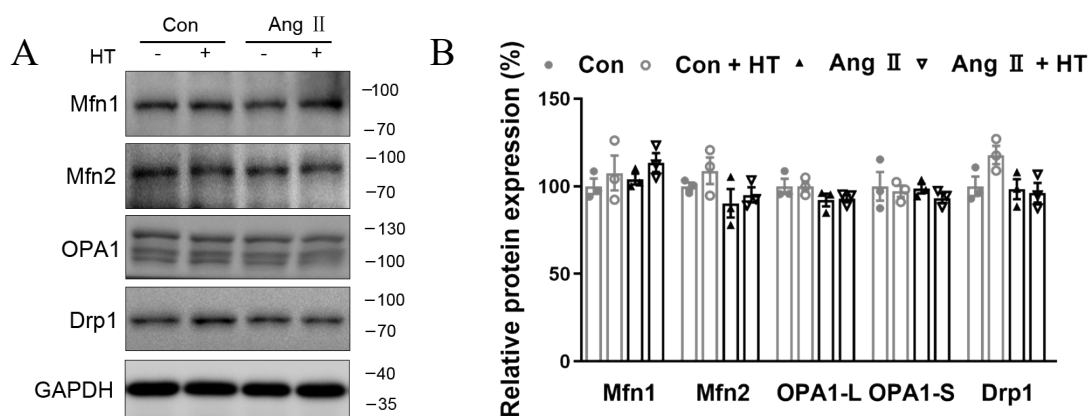 A
Con Ang Ⅱ
HT - + - +
Mfn1
–100
–70
Mfn2
–100
–70
OPA1
–130
–100
Drp1
–100
–70
GAPDH
–40
–35
B
Relative protein expression (%)
Con Con + HT Ang Ⅱ Ang Ⅱ + HT
150
100
50
0
Mfn1 Mfn2 OPA1-L OPA1-S Drp1